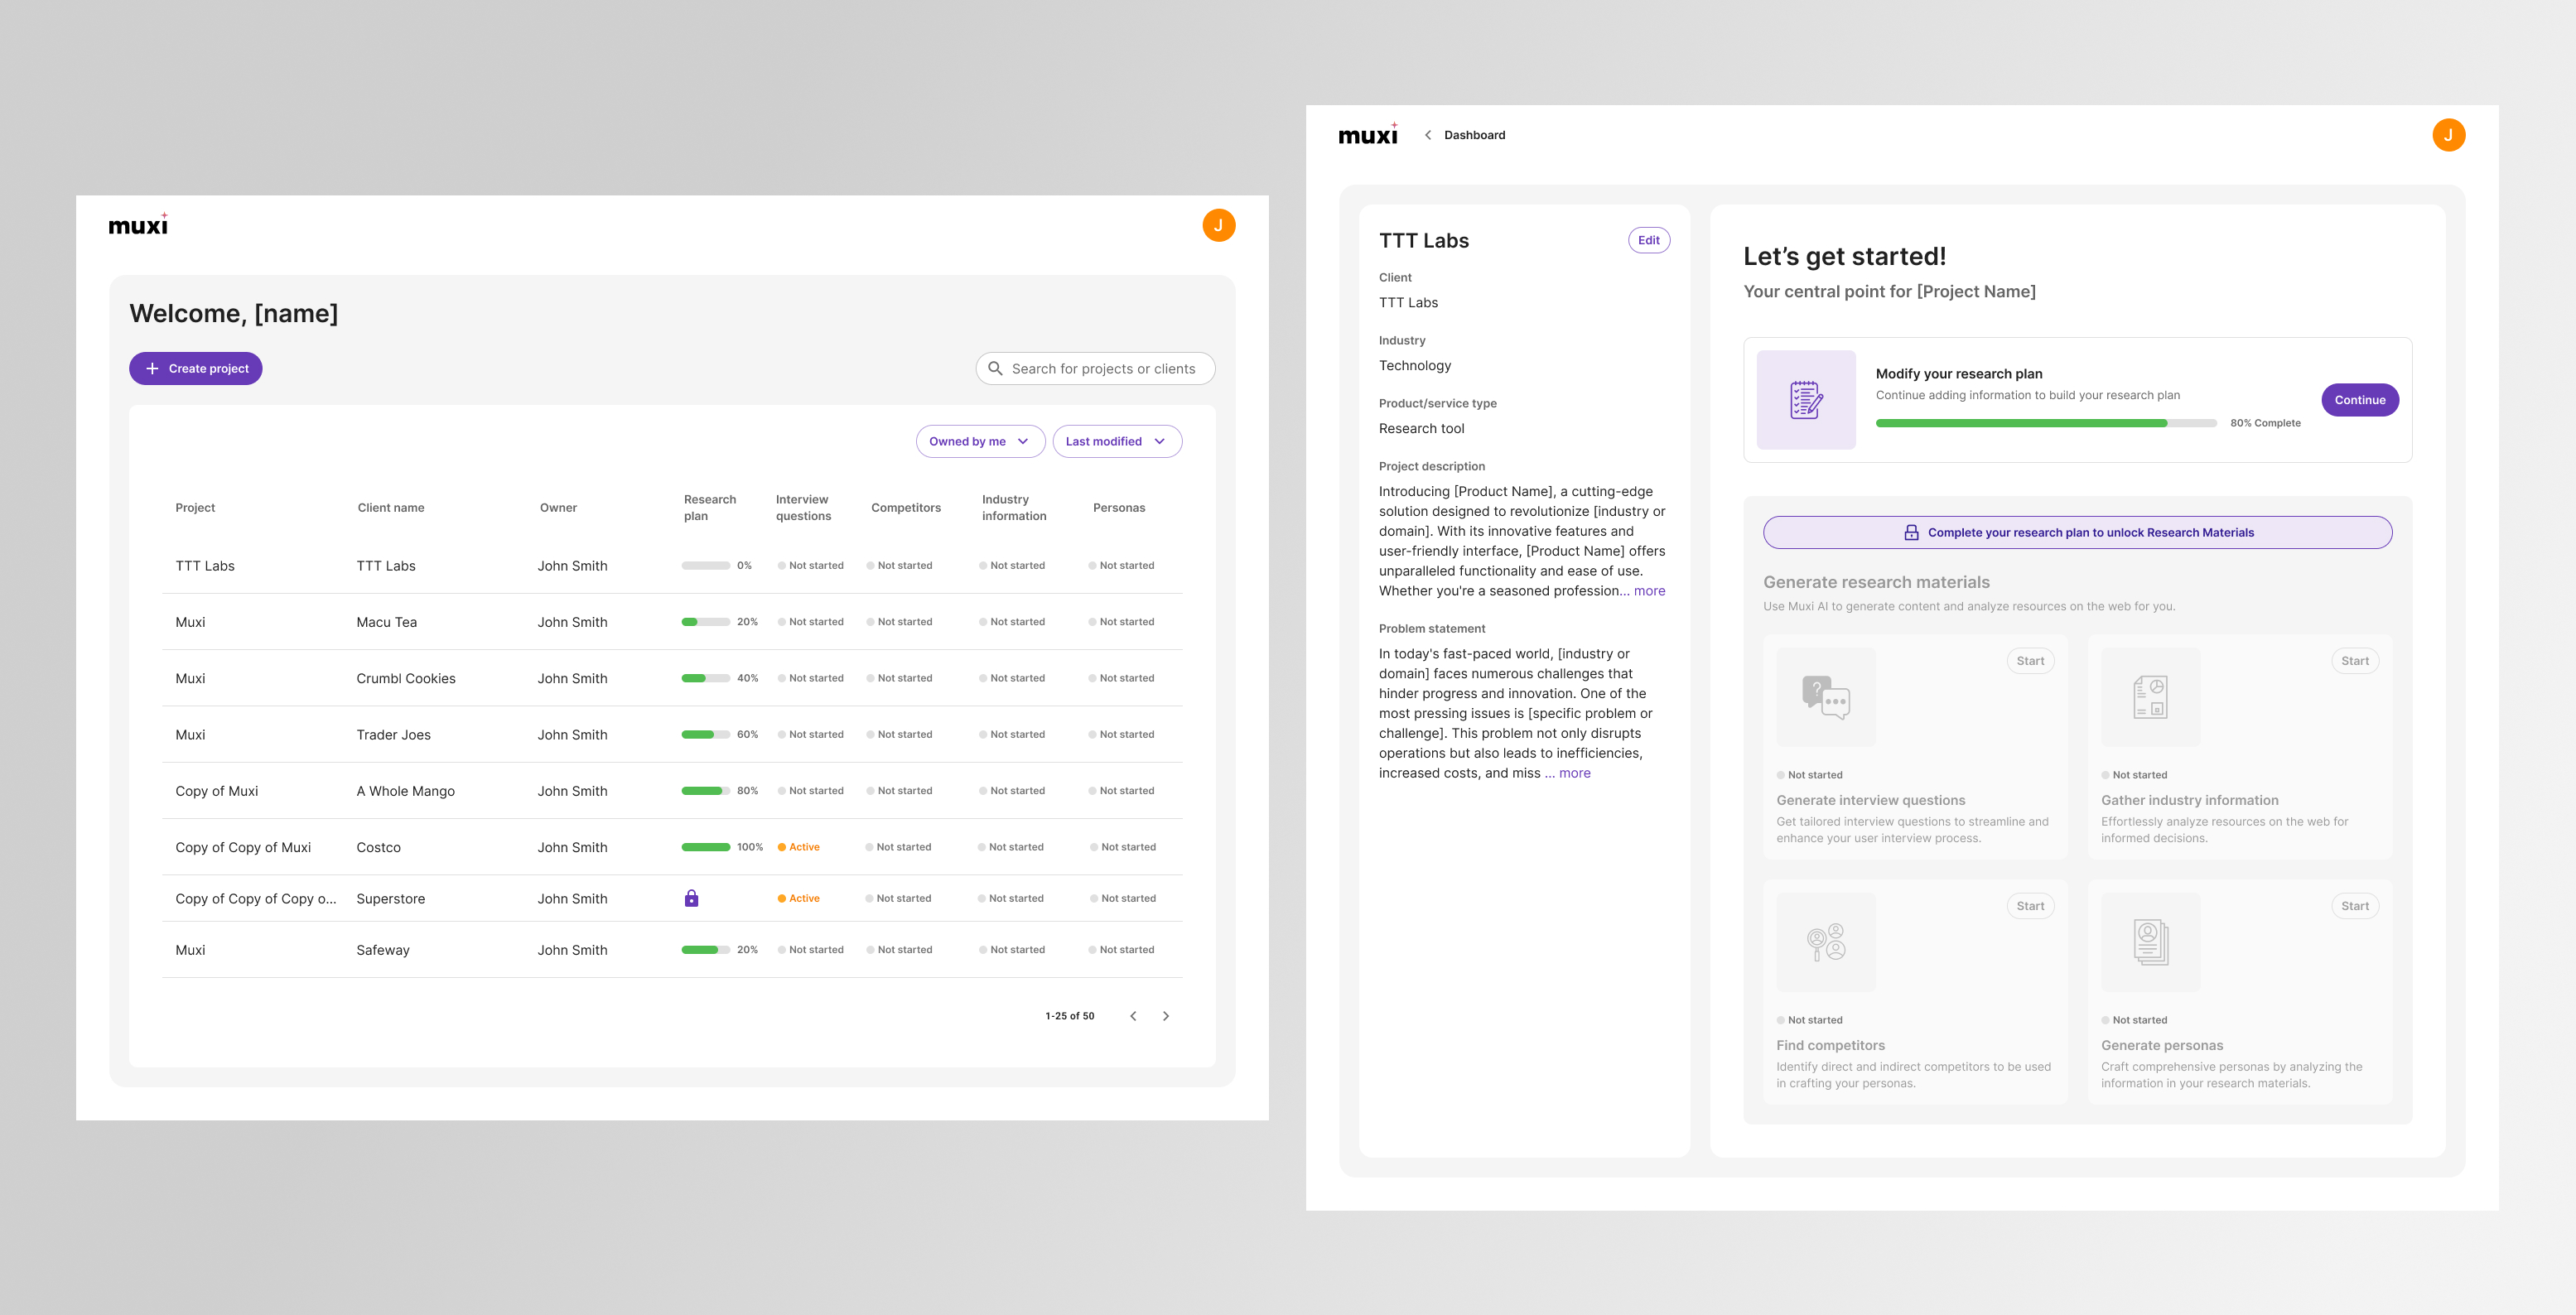 muxi
J
Welcome, [name]
Create project
Search for projects or clients
Owned by me
Last modified
Project
Client name
Owner
Research
plan
Interview
questions
Competitors
Industry
information
Personas
TTT Labs
TTT Labs
John Smith
0%
Not started
Not started
Not started
Not started
Muxi
Macu Tea
John Smith
20%
Not started
Not started
Not started
Not started
Muxi
Crumbl Cookies
John Smith
40%
Not started
Not started
Not started
Not started
Muxi
Trader Joes
John Smith
60%
Not started
Not started
Not started
Not started
Copy of Muxi
A Whole Mango
John Smith
80%
Not started
Not started
Not started
Not started
Copy of Copy of Muxi
Costco
John Smith
100%
Active
Not started
Not started
Not started
Copy of Copy of Copy o...
Superstore
John Smith
Active
Not started
Not started
Not started
Muxi
Safeway
John Smith
20%
Not started
Not started
Not started
Not started
1-25 of 50
muxi
Dashboard
J
TTT Labs
Edit
Client
TTT Labs
Industry
Technology
Product/service type
Research tool
Project description
Introducing [Product Name], a cutting-edge
solution designed to revolutionize [industry or
domain]. With its innovative features and
user-friendly interface, [Product Name] offers
unparalleled functionality and ease of use.
Whether you're a seasoned profession... more
Problem statement
In today's fast-paced world, [industry or
domain] faces numerous challenges that
hinder progress and innovation. One of the
most pressing issues is [specific problem or
challenge]. This problem not only disrupts
operations but also leads to inefficiencies,
increased costs, and miss ... more
Let’s get started!
Your central point for [Project Name]
Modify your research plan
Continue adding information to build your research plan
80% Complete
Continue
Complete your research plan to unlock Research Materials
Generate research materials
Use Muxi AI to generate content and analyze resources on the web for you.
Start
?
Not started
Generate interview questions
Get tailored interview questions to streamline and
enhance your user interview process.
Start
Not started
Gather industry information
Effortlessly analyze resources on the web for
informed decisions.
Start
Not started
Find competitors
Identify direct and indirect competitors to be used
in crafting your personas.
Start
Not started
Generate personas
Craft comprehensive personas by analyzing the
information in your research materials.